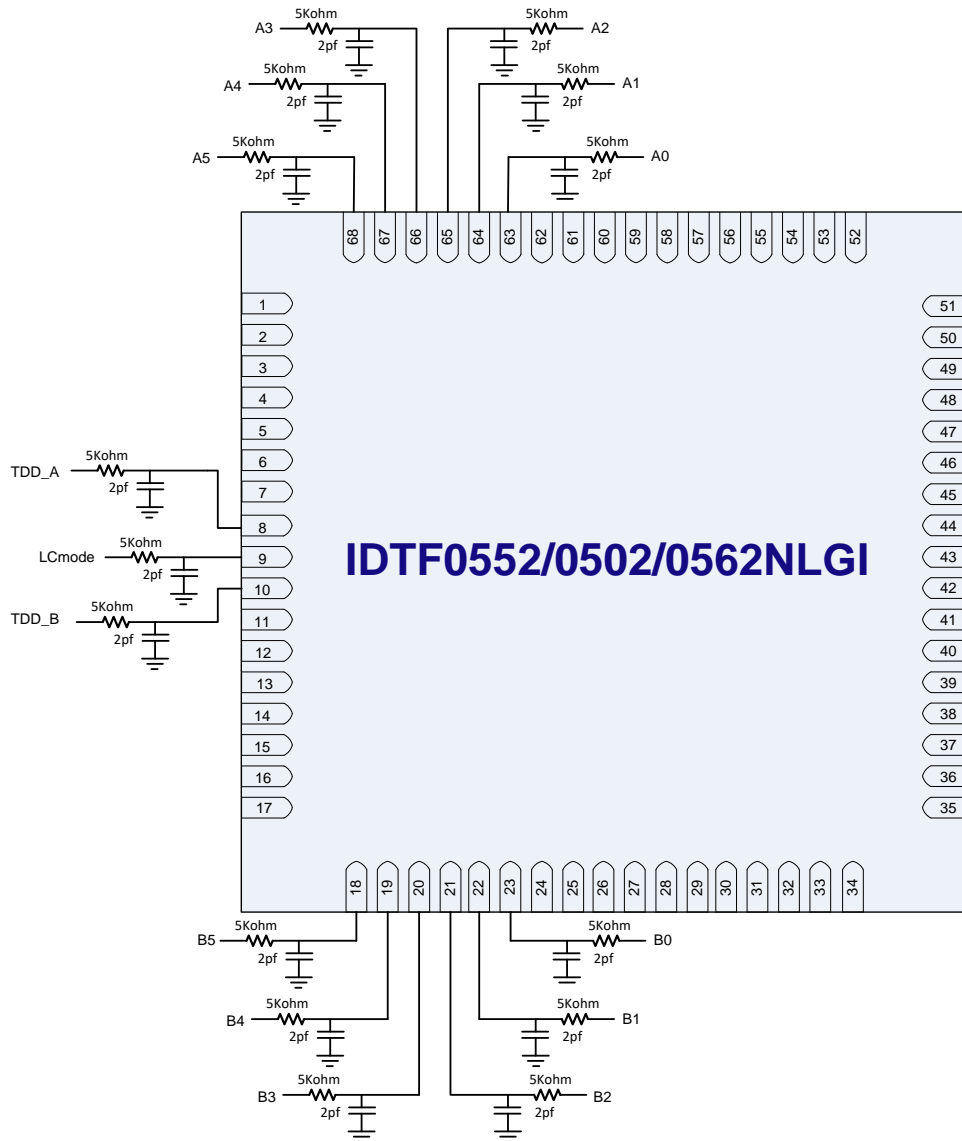 5Kohm
A3
2pf
5Kohm
A2
2pf
5Kohm
A4
2pf
5Kohm
A1
2pf
5Kohm
A5
2pf
5Kohm
A0
2pf
68 67 66 65 64 63 62 61 60 59 58 57 56 55 54 53 52
1
2
3
4
5
6
7
8
9
10
11
12
13
14
15
16
17
51
50
49
48
47
46
45
44
43
42
41
40
39
38
37
36
35
5Kohm
TDD_A
2pf
5Kohm
LCmode
2pf
5Kohm
TDD_B
2pf
IDTF0552/0502/0562NLGI
18 19 20 21 22 23 24 25 26 27 28 29 30 31 32 33 34
5Kohm
B5
2pf
5Kohm
B0
2pf
5Kohm
B4
2pf
5Kohm
B1
2pf
5Kohm
B3
2pf
5Kohm
B2
2pf